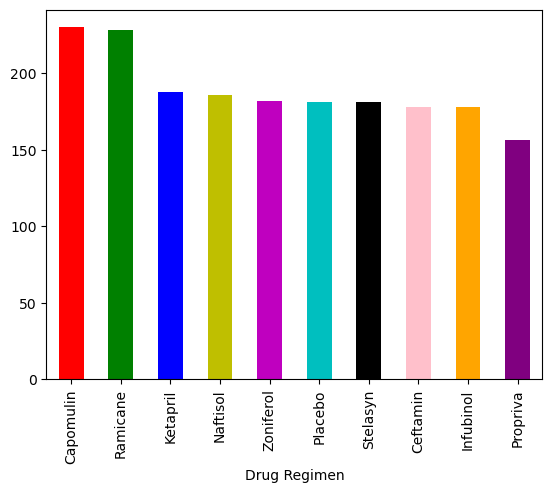 200
150
100
50
0
Capomulin
Ramicane
Ketapril
Naftisol
Zoniferol
Placebo
Stelasyn
Ceftamin
Infubinol
Propriva
Drug Regimen